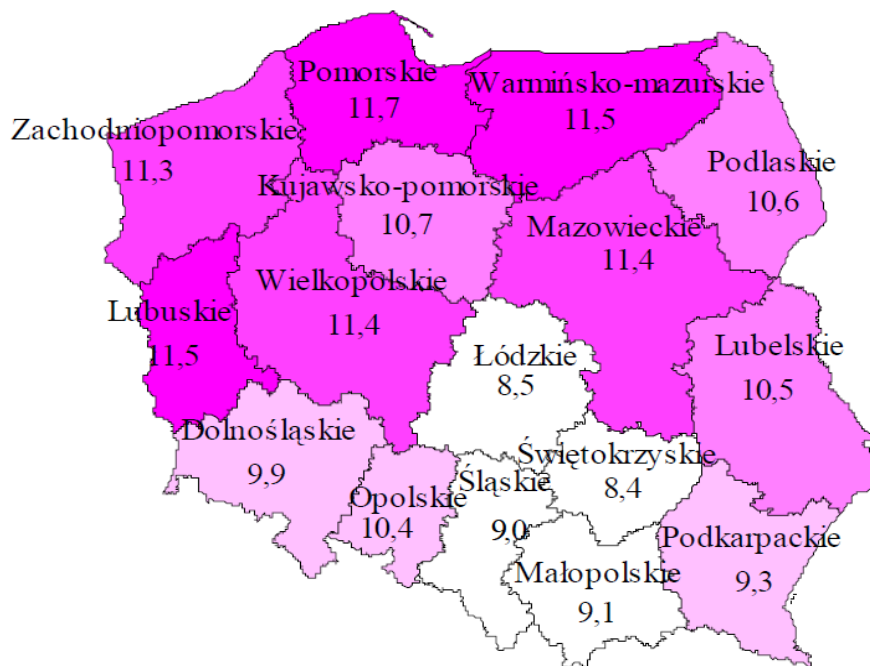 Pomorskie
11,7
Warmińsko-mazurskie
11,5
Zachodniopomorskie
11,3
Podlaskie
10,6
Kujawsko-pomorskie
10,7
Mazowieckie
11,4
Wielkopolskie
11,4
Lubuskie
11,5
Łódzkie
8,5
Lubelskie
10,5
Dolnośląskie
9,9
Opolskie
10,4
Śląskie
9,0
Świętokrzyskie
8,4
Małopolskie
9,1
Podkarpackie
9,3